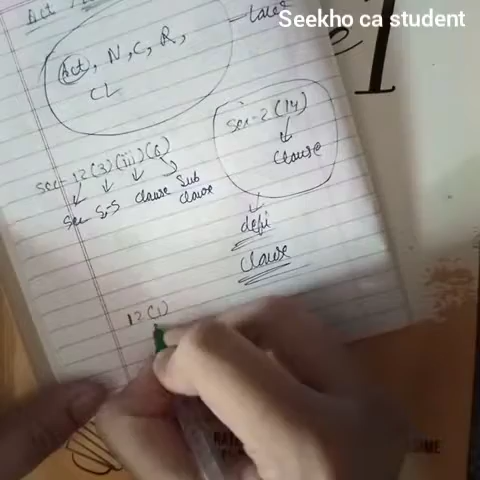 Seekho ca student
Act
Act, N, C, R,
CL
Sec-12(3)(iii)(b)
Sec S-S Clause Sub
Clause
Sec-2(14)
Clause
defi
Clause
12(1)